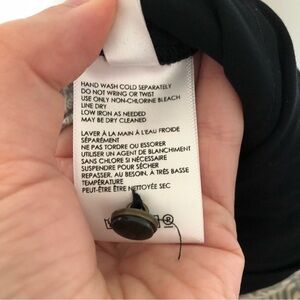 HAND WASH COLD SEPARATELY
DO NOT WRING OR TWIST
USE ONLY NON-CHLORINE BLEACH
LINE DRY
LOW IRON AS NEEDED
MAY BE DRY CLEANED
LAVER À LA MAIN À L'EAU FROIDE
SÉPARÉMENT
NE PAS TORDRE OU ESSORER
UTILISER UN AGENT DE BLANCHIMENT
SANS CHLORE SI NÉCESSAIRE
SUSPENDRE POUR SÉCHER
REPASSER, AU BESOIN, À TRÈS BASSE
TEMPÉRATURE
PEUT-ÊTRE ÊTRE NETTOYÉE SEC
®